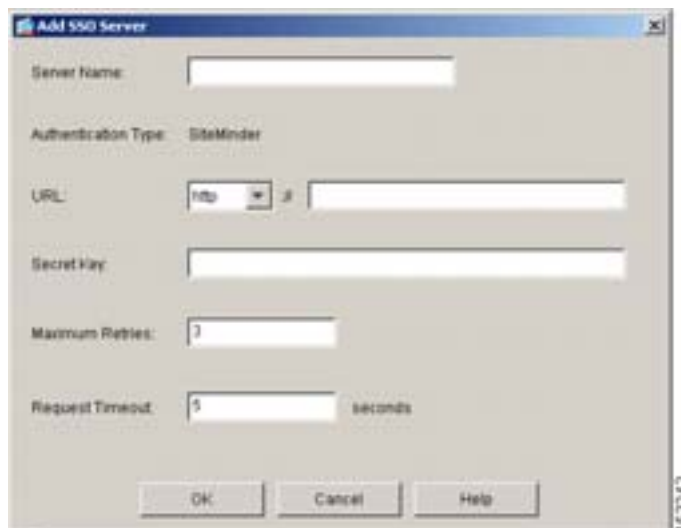 Add SSO Server
Server Name:
Authentication Type: SiteMinder
URL: http ://
Secret Key:
Maximum Retries: 3
Request Timeout: 5 seconds
OK Cancel Help